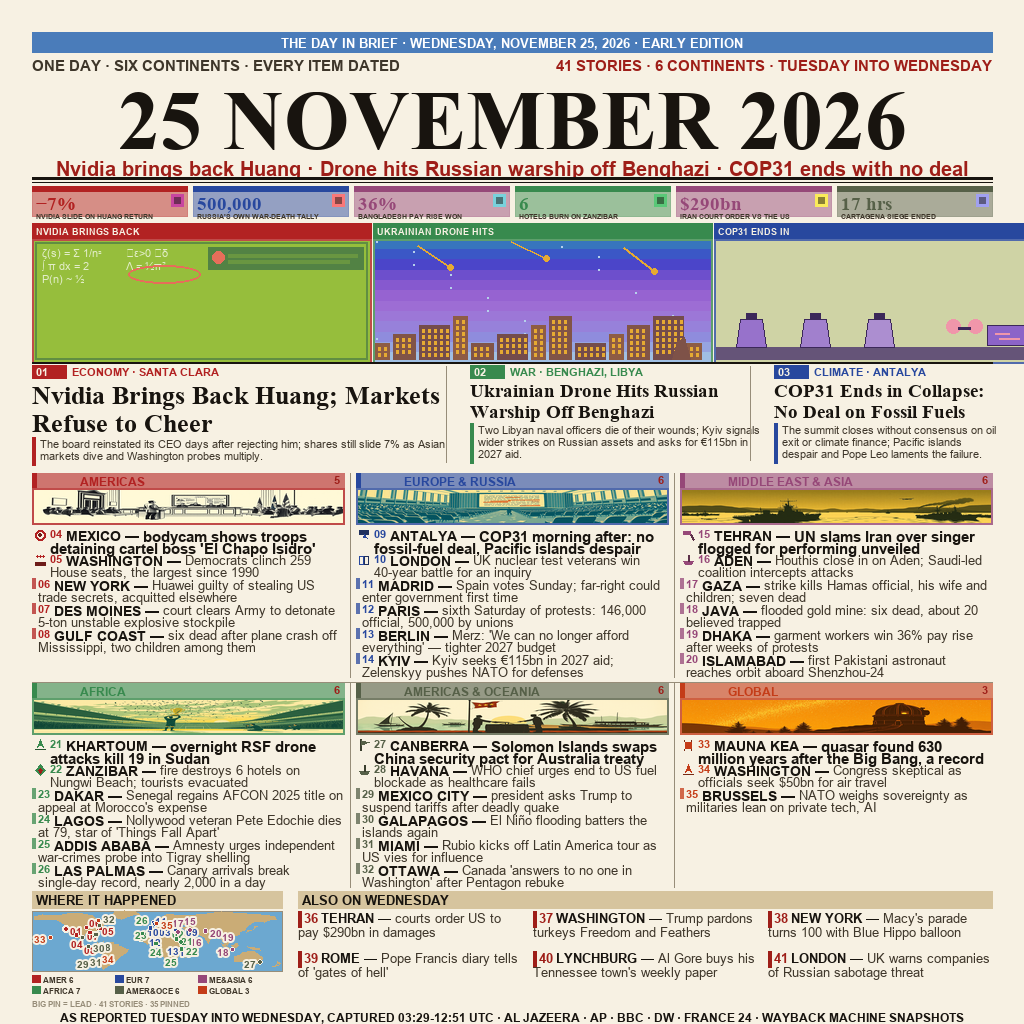 THE DAY IN BRIEF · WEDNESDAY, NOVEMBER 25, 2026 · EARLY EDITION
ONE DAY · SIX CONTINENTS · EVERY ITEM DATED
41 STORIES · 6 CONTINENTS · TUESDAY INTO WEDNESDAY
25 NOVEMBER 2026
Nvidia brings back Huang · Drone hits Russian warship off Benghazi · COP31 ends with no deal
−7%
NVIDIA SLIDE ON HUANG RETURN
500,000
RUSSIA'S OWN WAR-DEATH TALLY
36%
BANGLADESH PAY RISE WON
6
HOTELS BURN ON ZANZIBAR
$290bn
IRAN COURT ORDER VS THE US
17 hrs
CARTAGENA SIEGE ENDED
NVIDIA BRINGS BACK
UKRAINIAN DRONE HITS
COP31 ENDS IN
ζ(s) = Σ 1/nˢ
∫ π dx = 2
P(n) ~ ½
01 ECONOMY · SANTA CLARA
Nvidia Brings Back Huang; Markets
Refuse to Cheer
The board reinstated its CEO days after rejecting him; shares still slide 7% as Asian
markets dive and Washington probes multiply.
02 WAR · BENGHAZI, LIBYA
Ukrainian Drone Hits Russian
Warship Off Benghazi
Two Libyan naval officers die of their wounds; Kyiv signals
wider strikes on Russian assets and asks for €115bn in
2027 aid.
03 CLIMATE · ANTALYA
COP31 Ends in Collapse:
No Deal on Fossil Fuels
The summit closes without consensus on oil
exit or climate finance; Pacific islands
despair and Pope Leo laments the failure.
AMERICAS 5
04 MEXICO — bodycam shows troops
detaining cartel boss 'El Chapo Isidro'
05 WASHINGTON — Democrats clinch 259
House seats, the largest since 1990
06 NEW YORK — Huawei guilty of stealing US
trade secrets, acquitted elsewhere
07 DES MOINES — court clears Army to detonate
5-ton unstable explosive stockpile
08 GULF COAST — six dead after plane crash off
Mississippi, two children among them
EUROPE & RUSSIA 6
09 ANTALYA — COP31 morning after: no
fossil-fuel deal, Pacific islands despair
10 LONDON — UK nuclear test veterans win
40-year battle for an inquiry
11 MADRID — Spain votes Sunday; far-right could
enter government first time
12 PARIS — sixth Saturday of protests: 146,000
official, 500,000 by unions
13 BERLIN — Merz: 'We can no longer afford
everything' — tighter 2027 budget
14 KYIV — Kyiv seeks €115bn in 2027 aid;
Zelenskyy pushes NATO for defenses
MIDDLE EAST & ASIA 6
15 TEHRAN — UN slams Iran over singer
flogged for performing unveiled
16 ADEN — Houthis close in on Aden; Saudi-led
coalition intercepts attacks
17 GAZA — strike kills Hamas official, his wife and
children; seven dead
18 JAVA — flooded gold mine: six dead, about 20
believed trapped
19 DHAKA — garment workers win 36% pay rise
after weeks of protests
20 ISLAMABAD — first Pakistani astronaut
reaches orbit aboard Shenzhou-24
AFRICA 6
21 KHARTOUM — overnight RSF drone
attacks kill 19 in Sudan
22 ZANZIBAR — fire destroys 6 hotels on
Nungwi Beach; tourists evacuated
23 DAKAR — Senegal regains AFCON 2025 title on
appeal at Morocco's expense
24 LAGOS — Nollywood veteran Pete Edochie dies
at 79, star of 'Things Fall Apart'
25 ADDIS ABABA — Amnesty urges independent
war-crimes probe into Tigray shelling
26 LAS PALMAS — Canary arrivals break
single-day record, nearly 2,000 in a day
AMERICAS & OCEANIA 6
27 CANBERRA — Solomon Islands swaps
China security pact for Australia treaty
28 HAVANA — WHO chief urges end to US fuel
blockade as healthcare fails
29 MEXICO CITY — president asks Trump to
suspend tariffs after deadly quake
30 GALAPAGOS — El Niño flooding batters the
islands again
31 MIAMI — Rubio kicks off Latin America tour as
US vies for influence
32 OTTAWA — Canada 'answers to no one in
Washington' after Pentagon rebuke
GLOBAL 3
33 MAUNA KEA — quasar found 630
million years after the Big Bang, a record
34 WASHINGTON — Congress skeptical as
officials seek $50bn for air travel
35 BRUSSELS — NATO weighs sovereignty as
militaries lean on private tech, AI
WHERE IT HAPPENED
AMER 6 EUR 7 ME&ASIA 6
AFRICA 7 AMER&OCE 6 GLOBAL 3
BIG PIN = LEAD · 41 STORIES · 35 PINNED
ALSO ON WEDNESDAY
36 TEHRAN — courts order US to
pay $290bn in damages
37 WASHINGTON — Trump pardons
turkeys Freedom and Feathers
38 NEW YORK — Macy's parade
turns 100 with Blue Hippo balloon
39 ROME — Pope Francis diary tells
of 'gates of hell'
40 LYNCHBURG — Al Gore buys his
Tennessee town's weekly paper
41 LONDON — UK warns companies
of Russian sabotage threat
AS REPORTED TUESDAY INTO WEDNESDAY, CAPTURED 03:29-12:51 UTC · AL JAZEERA · AP · BBC · DW · FRANCE 24 · WAYBACK MACHINE SNAPSHOTS